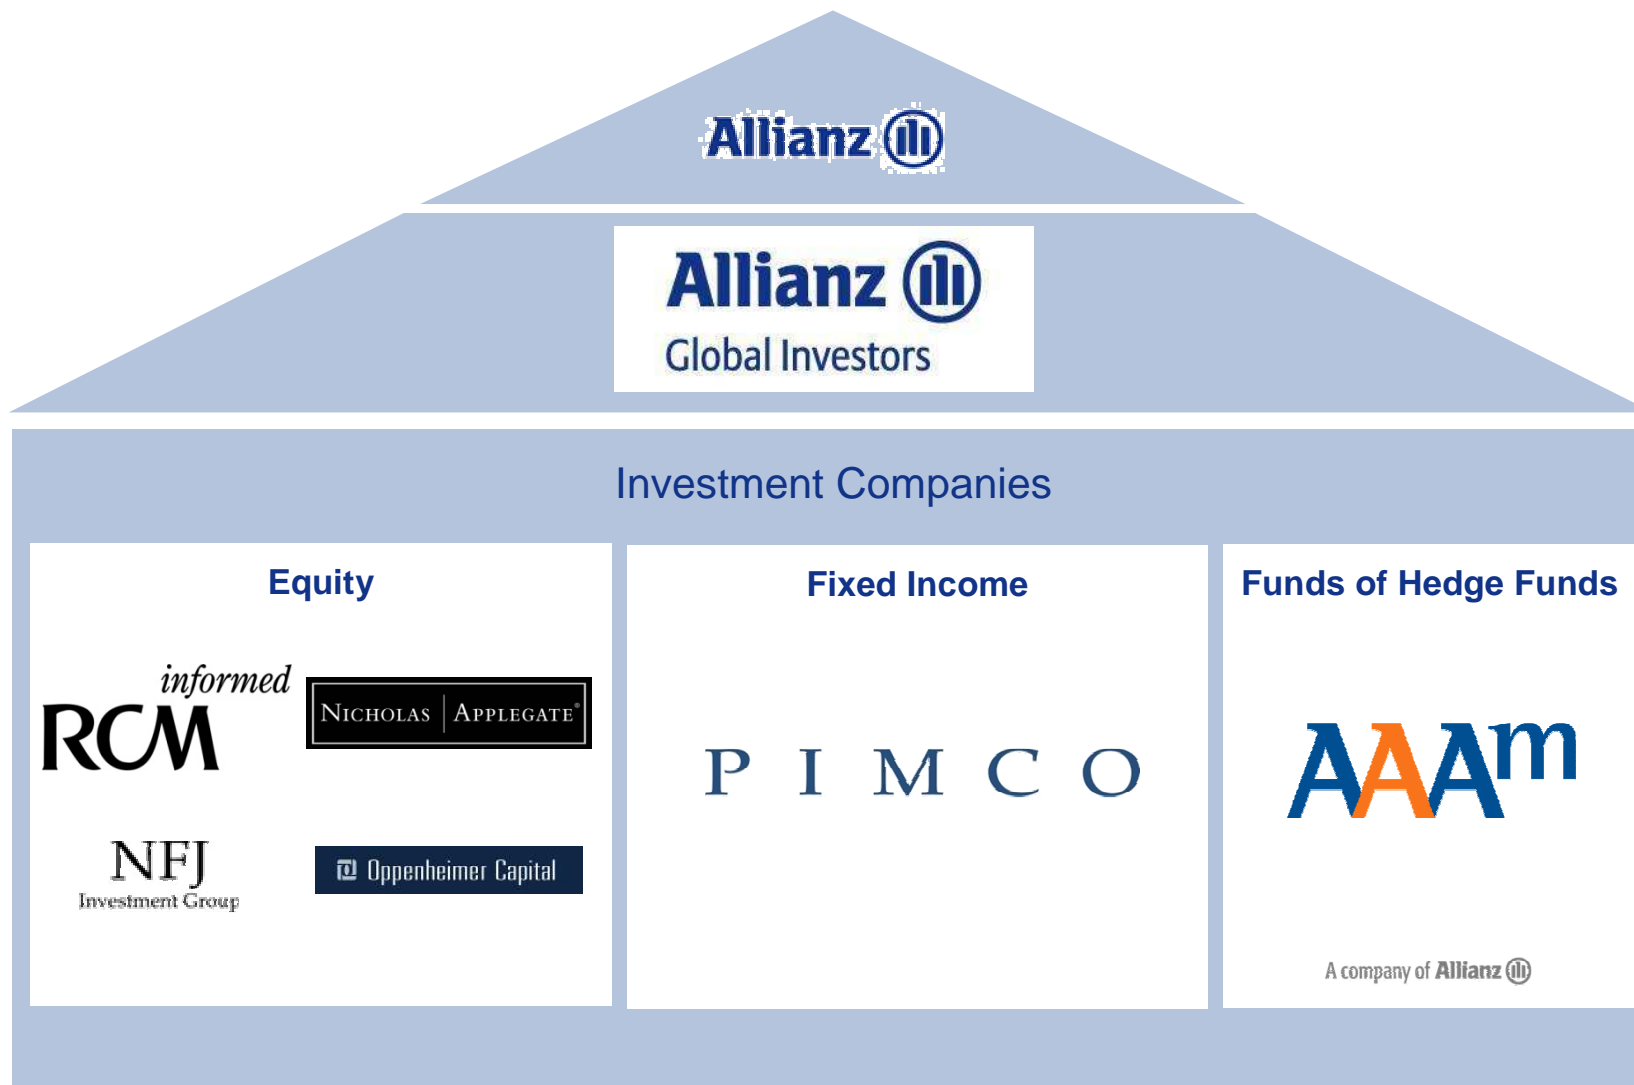 Allianz
Allianz
Global Investors
Investment Companies
Equity
informed
RCM
NICHOLAS | APPLEGATE®
NFJ
Investment Group
Oppenheimer Capital
Fixed Income
PIMCO
Funds of Hedge Funds
AAAm
A company of Allianz